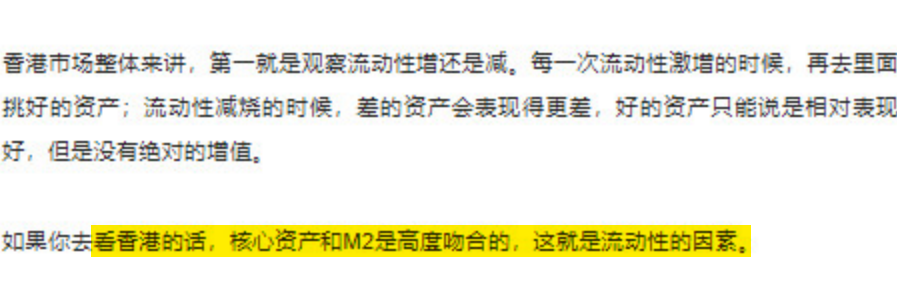 香港市场整体来讲，第一就是观察流动性增还是减。每一次流动性激增的时候，再去里面
挑好的资产；流动性减烧的时候，差的资产会表现得更差，好的资产只能说是相对表现
好，但是没有绝对的增值。
如果你去看香港的话，核心资产和M2是高度吻合的，这就是流动性的因素。